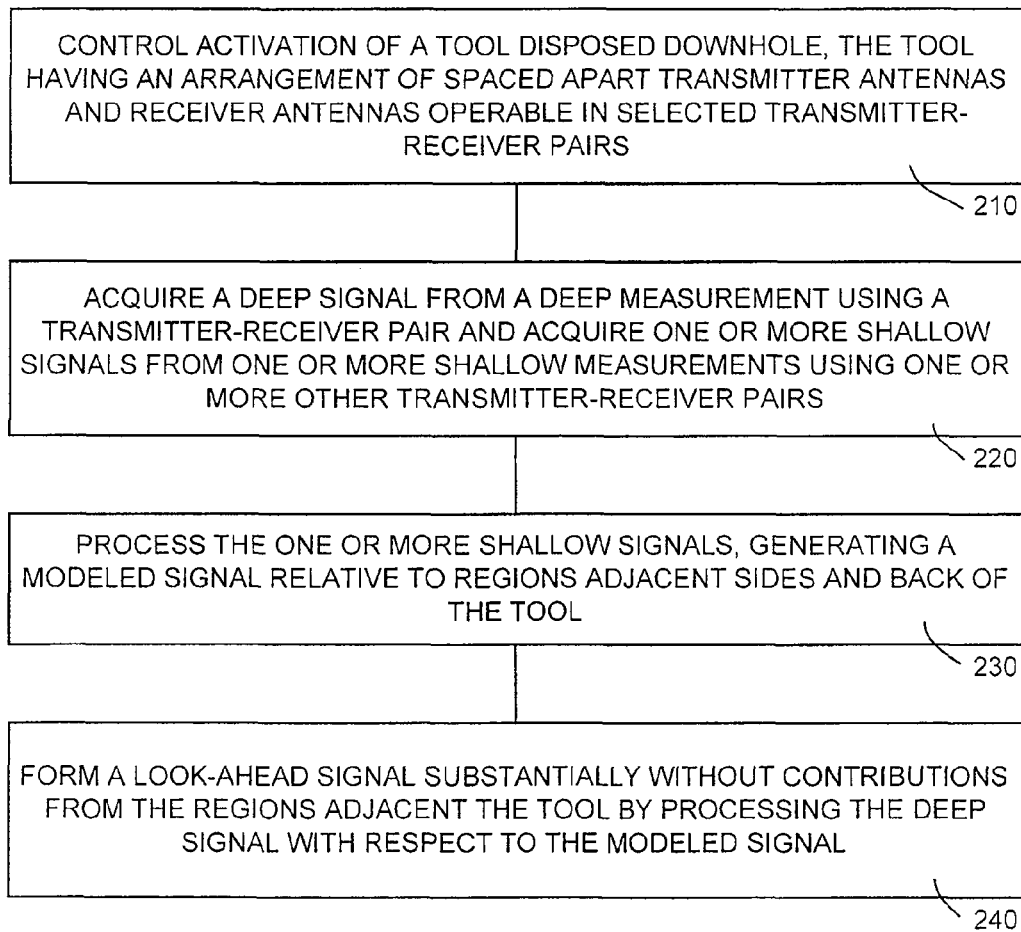 CONTROL ACTIVATION OF A TOOL DISPOSED DOWNHOLE, THE TOOL
HAVING AN ARRANGEMENT OF SPACED APART TRANSMITTER ANTENNAS
AND RECEIVER ANTENNAS OPERABLE IN SELECTED TRANSMITTER-
RECEIVER PAIRS
210
ACQUIRE A DEEP SIGNAL FROM A DEEP MEASUREMENT USING A
TRANSMITTER-RECEIVER PAIR AND ACQUIRE ONE OR MORE SHALLOW
SIGNALS FROM ONE OR MORE SHALLOW MEASUREMENTS USING ONE OR
MORE OTHER TRANSMITTER-RECEIVER PAIRS
220
PROCESS THE ONE OR MORE SHALLOW SIGNALS, GENERATING A
MODELED SIGNAL RELATIVE TO REGIONS ADJACENT SIDES AND BACK OF
THE TOOL
230
FORM A LOOK-AHEAD SIGNAL SUBSTANTIALLY WITHOUT CONTRIBUTIONS
FROM THE REGIONS ADJACENT THE TOOL BY PROCESSING THE DEEP
SIGNAL WITH RESPECT TO THE MODELED SIGNAL
240